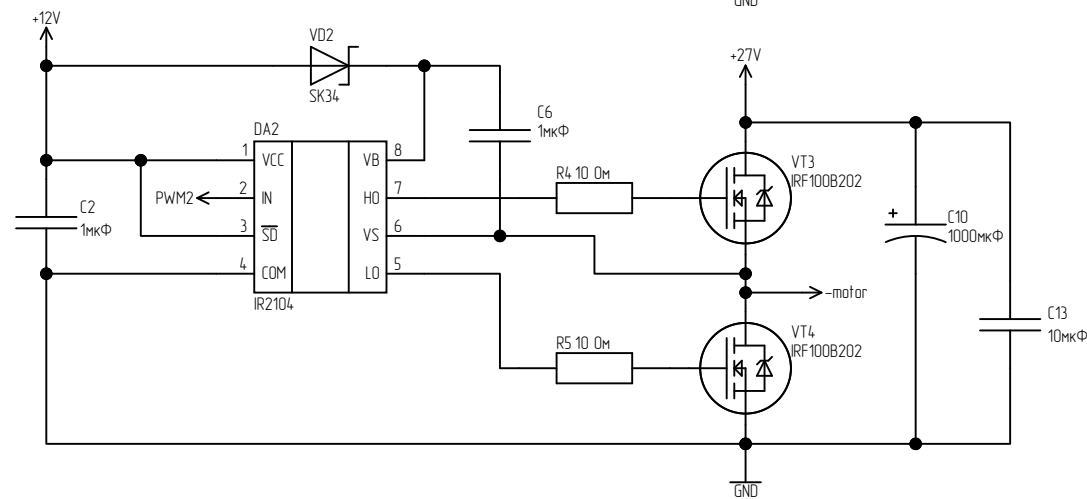 GND
+12V
VD2
SK34
+27V
C6
1мкФ
DA2
1 VCC VB 8
2 IN HO 7
3 SD VS 6
4 COM LO 5
IR2104
PWM2
C2
1мкФ
R4 10 Ом
VT3
IRF100B202
+
C10
1000мкФ
-motor
C13
10мкФ
R5 10 Ом
VT4
IRF100B202
GND